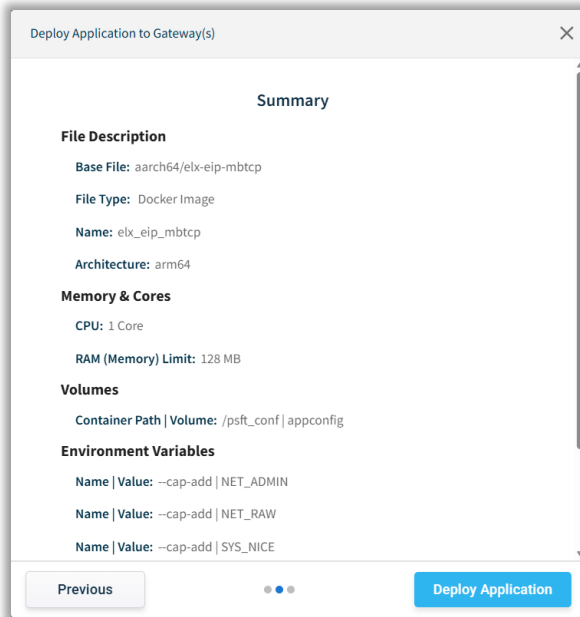 Deploy Application to Gateway(s)
Summary
File Description
Base File: aarch64/elx-eip-mbtcp
File Type: Docker Image
Name: elx_eip_mbtcp
Architecture: arm64
Memory & Cores
CPU: 1 Core
RAM (Memory) Limit: 128 MB
Volumes
Container Path | Volume: /psft_conf | appconfig
Environment Variables
Name | Value: --cap-add | NET_ADMIN
Name | Value: --cap-add | NET_RAW
Name | Value: --cap-add | SYS_NICE
Previous
Deploy Application